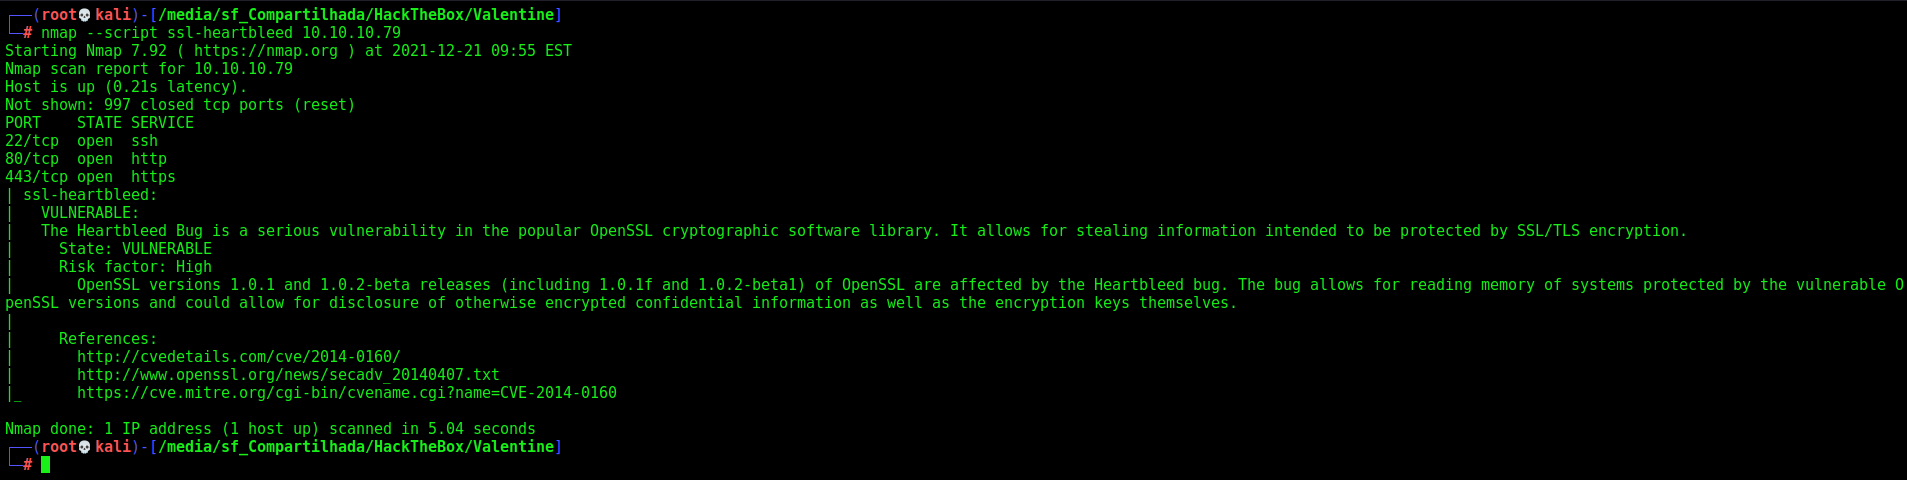 ┌──(root💀kali)-[/media/sf_Compartilhada/HackTheBox/Valentine]
└─# nmap --script ssl-heartbleed 10.10.10.79
Starting Nmap 7.92 ( https://nmap.org ) at 2021-12-21 09:55 EST
Nmap scan report for 10.10.10.79
Host is up (0.21s latency).
Not shown: 997 closed tcp ports (reset)
PORT    STATE SERVICE
22/tcp  open  ssh
80/tcp  open  http
443/tcp open  https
| ssl-heartbleed:
|   VULNERABLE:
|   The Heartbleed Bug is a serious vulnerability in the popular OpenSSL cryptographic software library. It allows for stealing information intended to be protected by SSL/TLS encryption.
|     State: VULNERABLE
|     Risk factor: High
|       OpenSSL versions 1.0.1 and 1.0.2-beta releases (including 1.0.1f and 1.0.2-beta1) of OpenSSL are affected by the Heartbleed bug. The bug allows for reading memory of systems protected by the vulnerable O
penSSL versions and could allow for disclosure of otherwise encrypted confidential information as well as the encryption keys themselves.
|
|     References:
|       http://cvedetails.com/cve/2014-0160/
|       http://www.openssl.org/news/secadv_20140407.txt
|_      https://cve.mitre.org/cgi-bin/cvename.cgi?name=CVE-2014-0160

Nmap done: 1 IP address (1 host up) scanned in 5.04 seconds
┌──(root💀kali)-[/media/sf_Compartilhada/HackTheBox/Valentine]
└─#